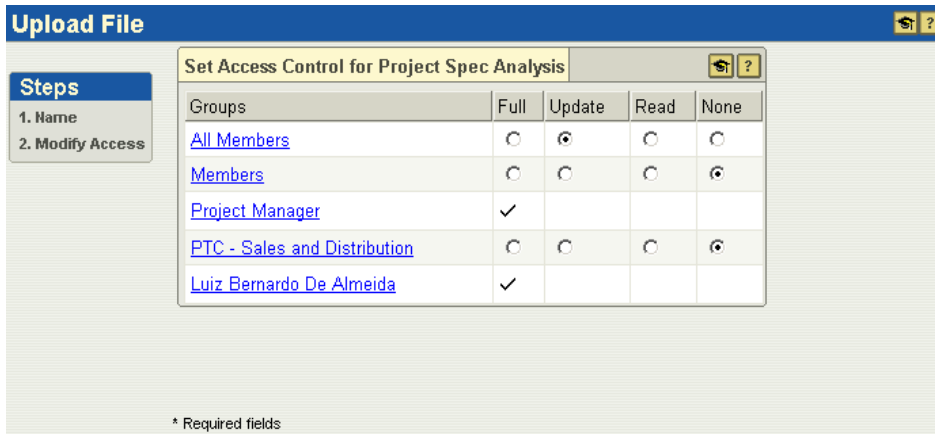 Upload File
?
Steps
1. Name
2. Modify Access
Set Access Control for Project Spec Analysis
?
Groups Full Update Read None
All Members
Members
Project Manager
PTC - Sales and Distribution
Luiz Bernardo De Almeida
* Required fields